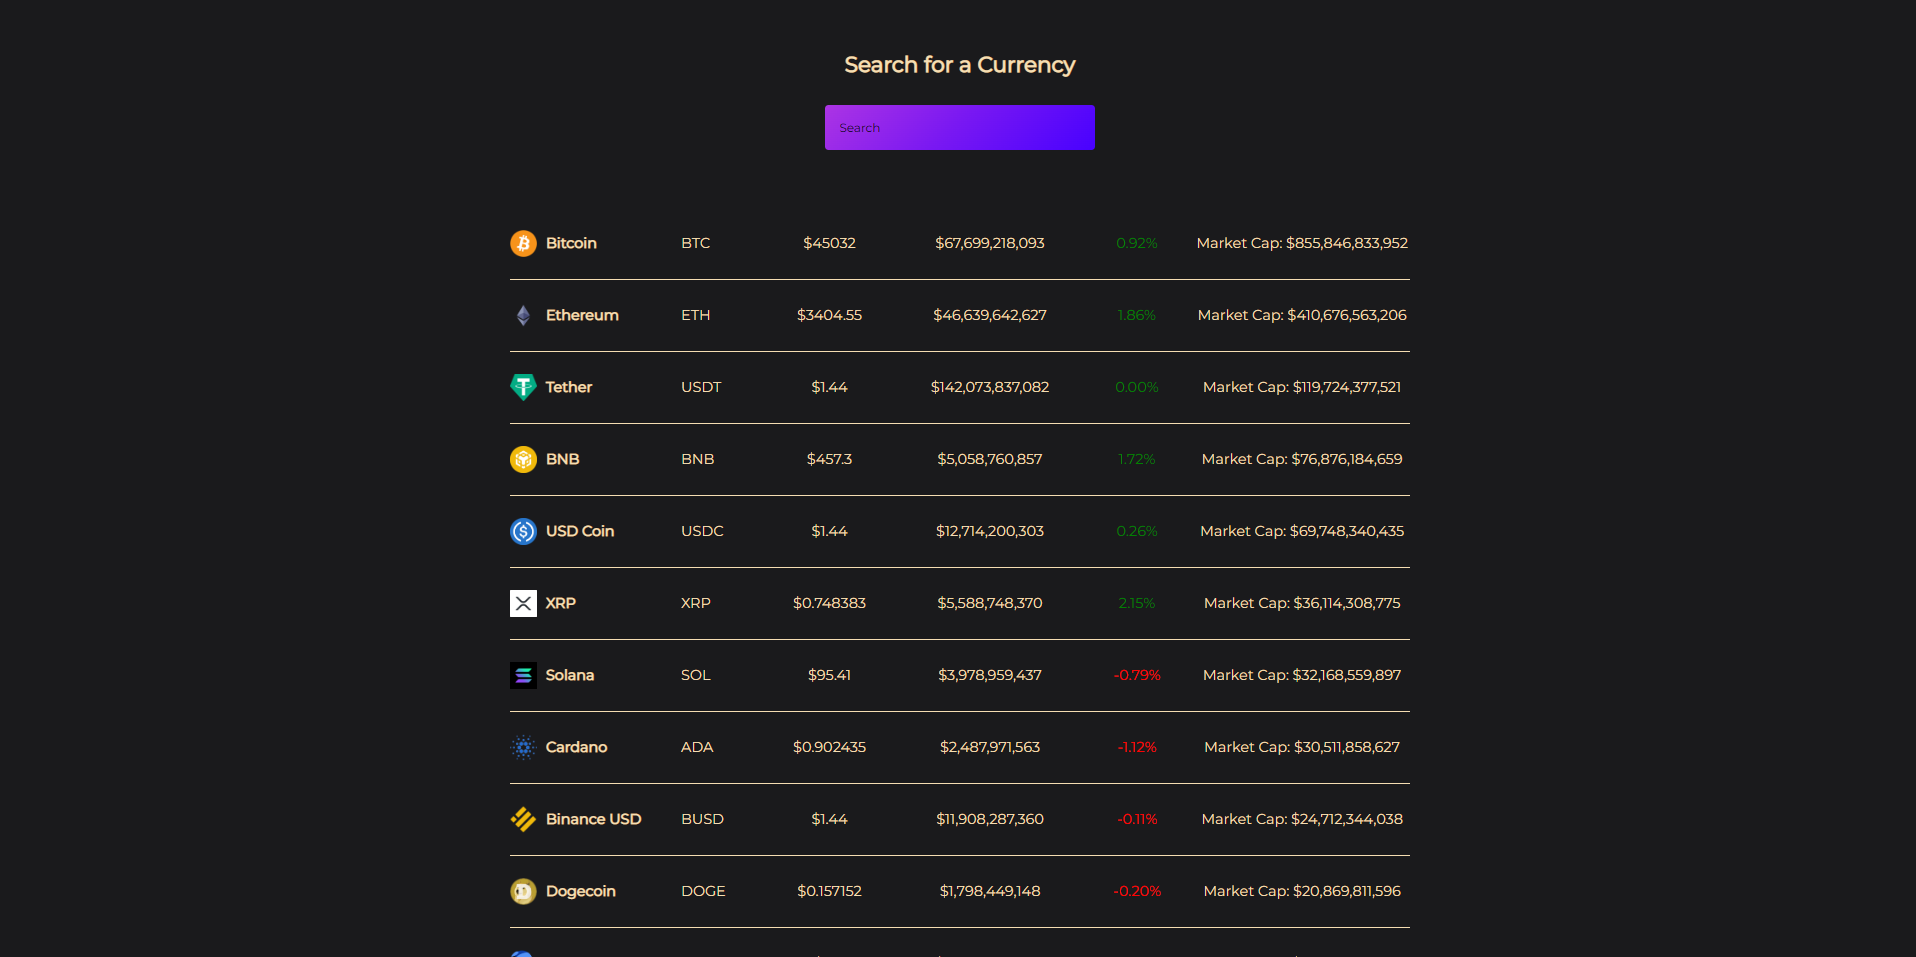 Search for a Currency
Search
Bitcoin BTC $45032 $67,699,218,093 0.92% Market Cap: $855,846,833,952
Ethereum ETH $3404.55 $46,639,642,627 1.86% Market Cap: $410,676,563,206
Tether USDT $1.44 $142,073,837,082 0.00% Market Cap: $119,724,377,521
BNB BNB $457.3 $5,058,760,857 1.72% Market Cap: $76,876,184,659
USD Coin USDC $1.44 $12,714,200,303 0.26% Market Cap: $69,748,340,435
XRP XRP $0.748383 $5,588,748,370 2.15% Market Cap: $36,114,308,775
Solana SOL $95.41 $3,978,959,437 -0.79% Market Cap: $32,168,559,897
Cardano ADA $0.902435 $2,487,971,563 -1.12% Market Cap: $30,511,858,627
Binance USD BUSD $1.44 $11,908,287,360 -0.11% Market Cap: $24,712,344,038
Dogecoin DOGE $0.157152 $1,798,449,148 -0.20% Market Cap: $20,869,811,596